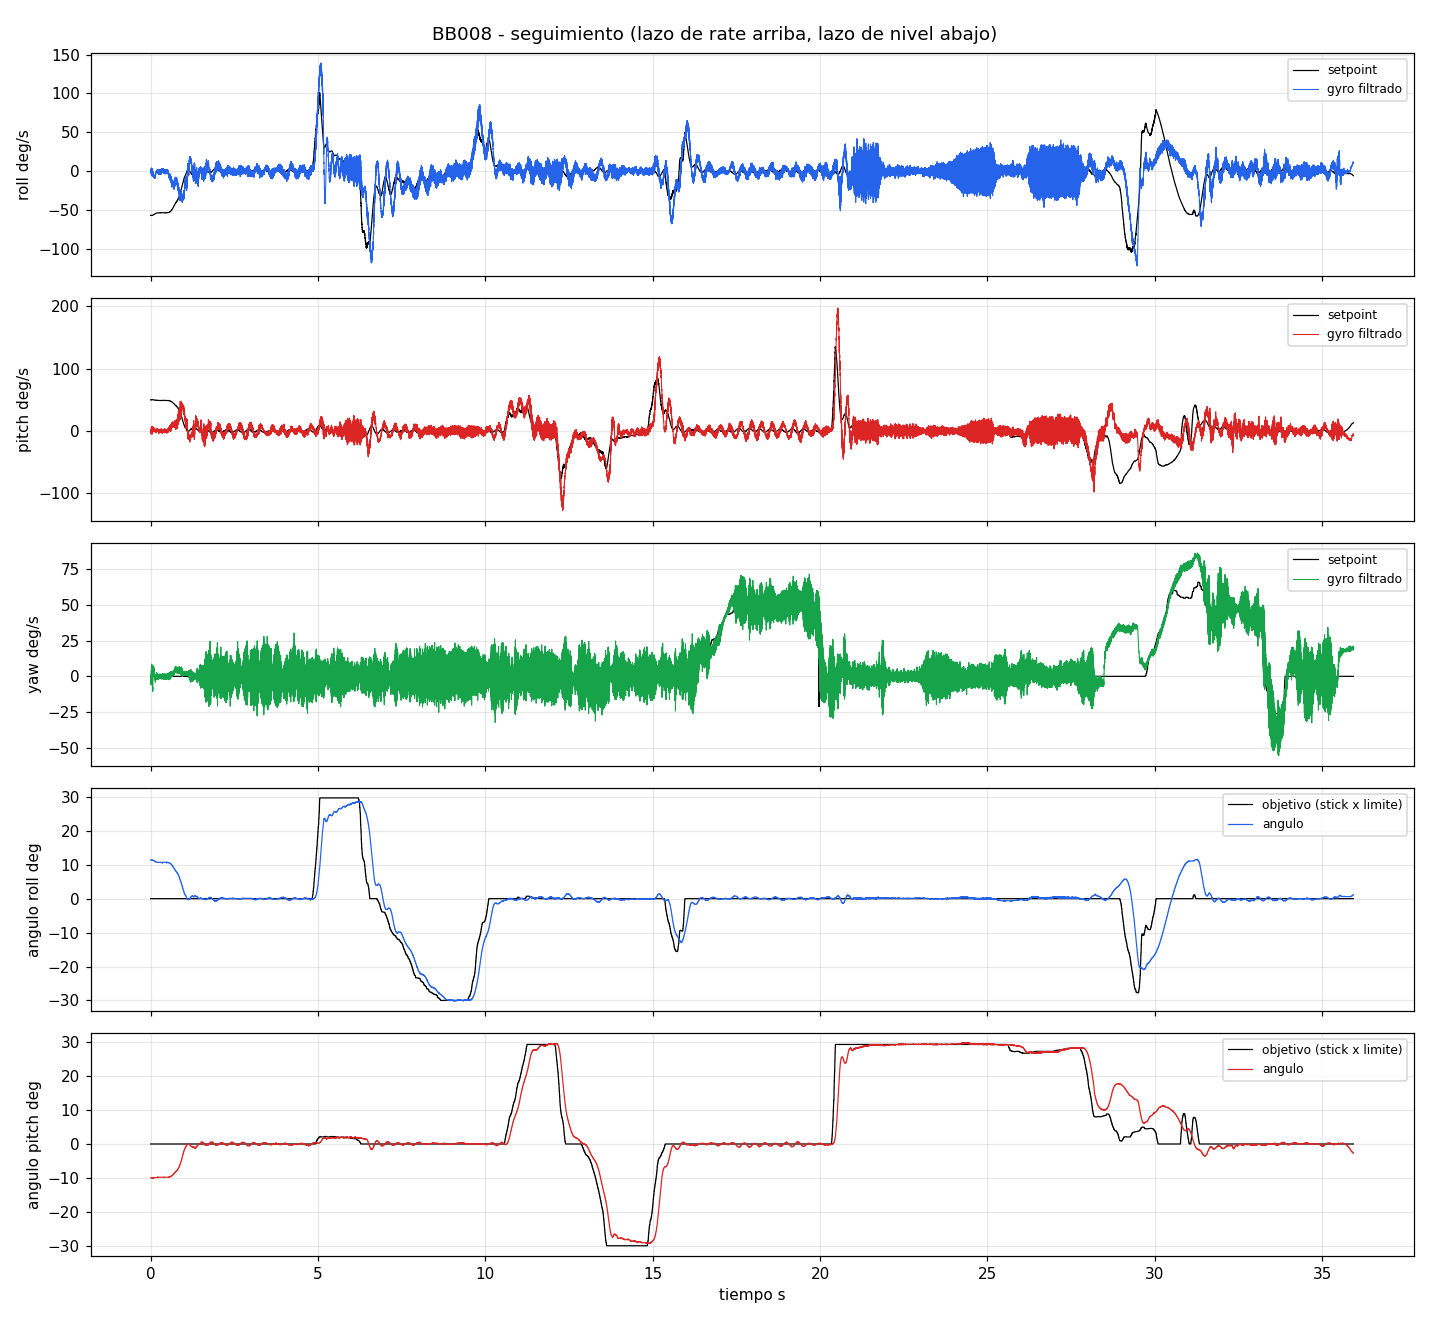 BB008 - seguimiento (lazo de rate arriba, lazo de nivel abajo)
roll deg/s
150
100
50
0
−50
−100
setpoint
gyro filtrado
pitch deg/s
200
100
0
−100
setpoint
gyro filtrado
yaw deg/s
75
50
25
0
−25
−50
setpoint
gyro filtrado
angulo roll deg
30
20
10
0
−10
−20
−30
objetivo (stick x limite)
angulo
angulo pitch deg
30
20
10
0
−10
−20
−30
objetivo (stick x limite)
angulo
0 5 10 15 20 25 30 35
tiempo s